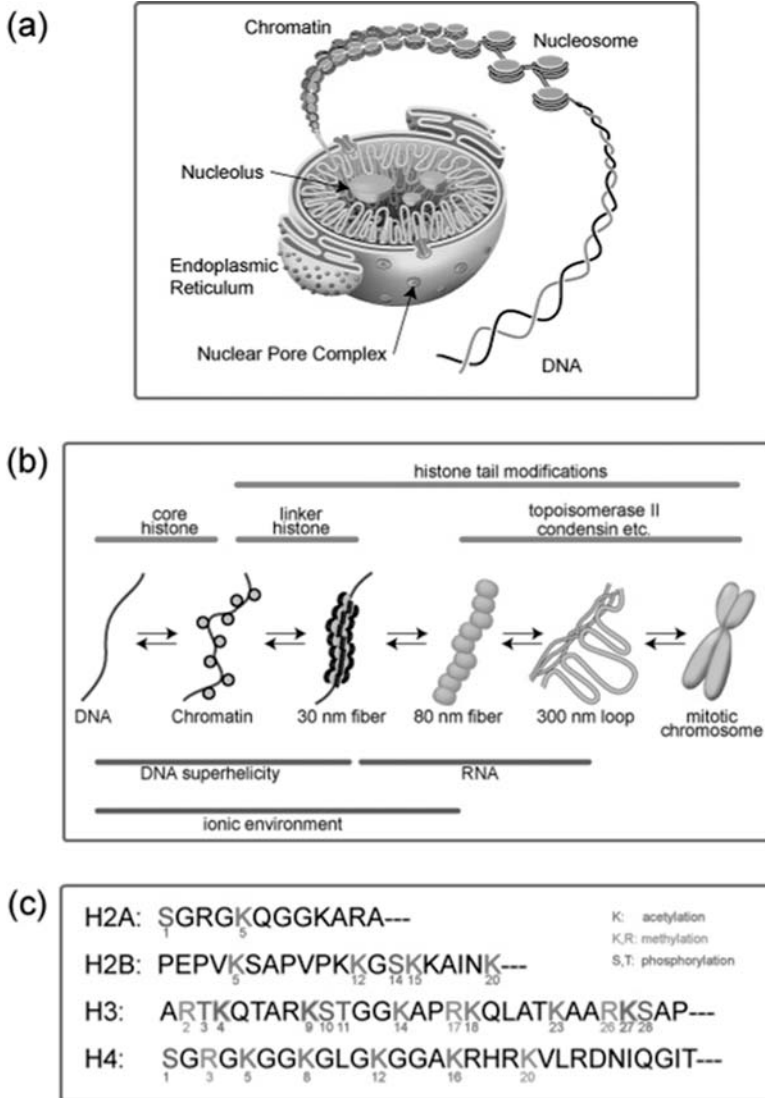 (a)
Chromatin
Nucleosome
Nucleolus
Endoplasmic
Reticulum
Nuclear Pore Complex
DNA
(b)
histone tail modifications
core
histone
linker
histone
topoisomerase II
condensin etc.
DNA
Chromatin
30 nm fiber
80 nm fiber
300 nm loop
mitotic
chromosome
DNA superhelicity
RNA
ionic environment
(c)
H2A: SGRGKQGGKARA---
1 5
K: acetylation
K,R: methylation
S,T: phosphorylation
H2B: PEPVKSAPVPKKGSKKAINK---
5 12 14 15 20
H3: ARTKQTARKSTGGKAPRKQLATKAARKSAP---
2 3 4 9 10 11 14 17 18 23 26 27 28
H4: SGRGKGGKGLGKGGAKRHRKVLRDNIQGIT---
1 3 5 8 12 16 20